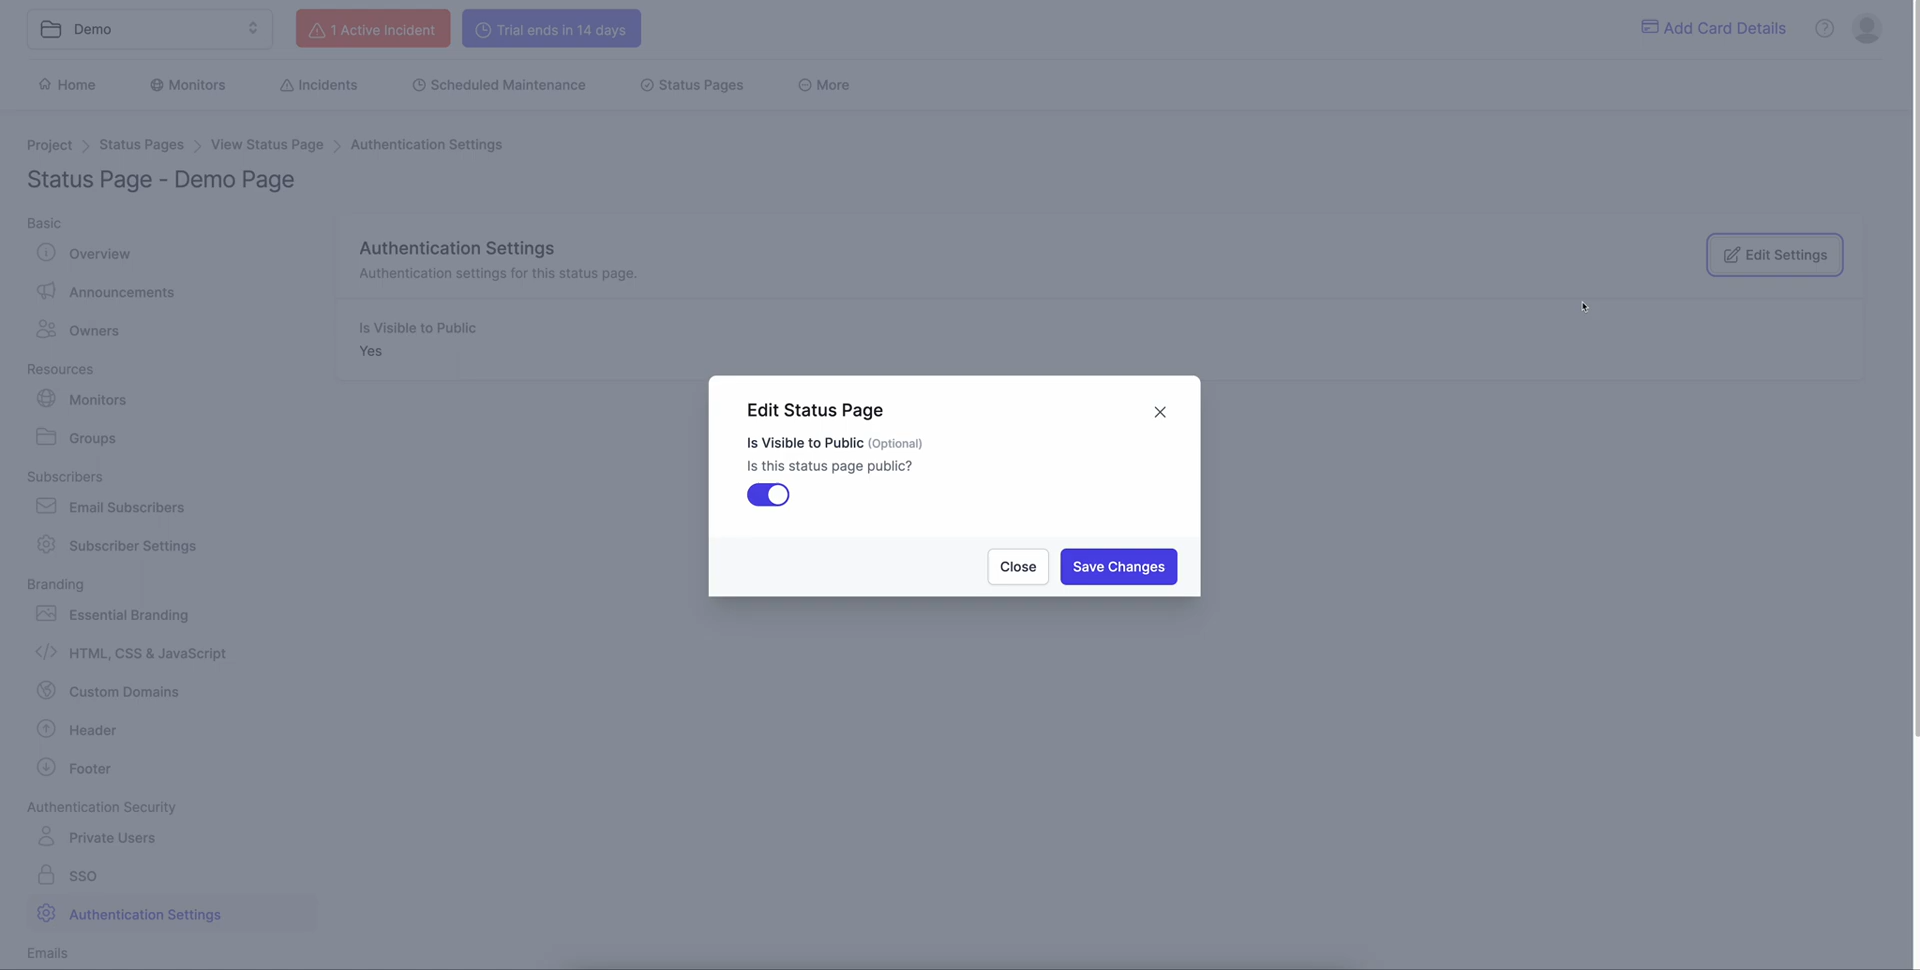 Demo
1 Active Incident
Trial ends in 14 days
Add Card Details
Home
Monitors
Incidents
Scheduled Maintenance
Status Pages
More
Project
Status Pages
View Status Page
Authentication Settings
Status Page - Demo Page
Basic
Overview
Announcements
Owners
Resources
Monitors
Groups
Subscribers
Email Subscribers
Subscriber Settings
Branding
Essential Branding
HTML, CSS & JavaScript
Custom Domains
Header
Footer
Authentication Security
Private Users
SSO
Authentication Settings
Emails
Authentication Settings
Authentication settings for this status page.
Edit Settings
Is Visible to Public
Yes
Edit Status Page
Is Visible to Public (Optional)
Is this status page public?
Close
Save Changes